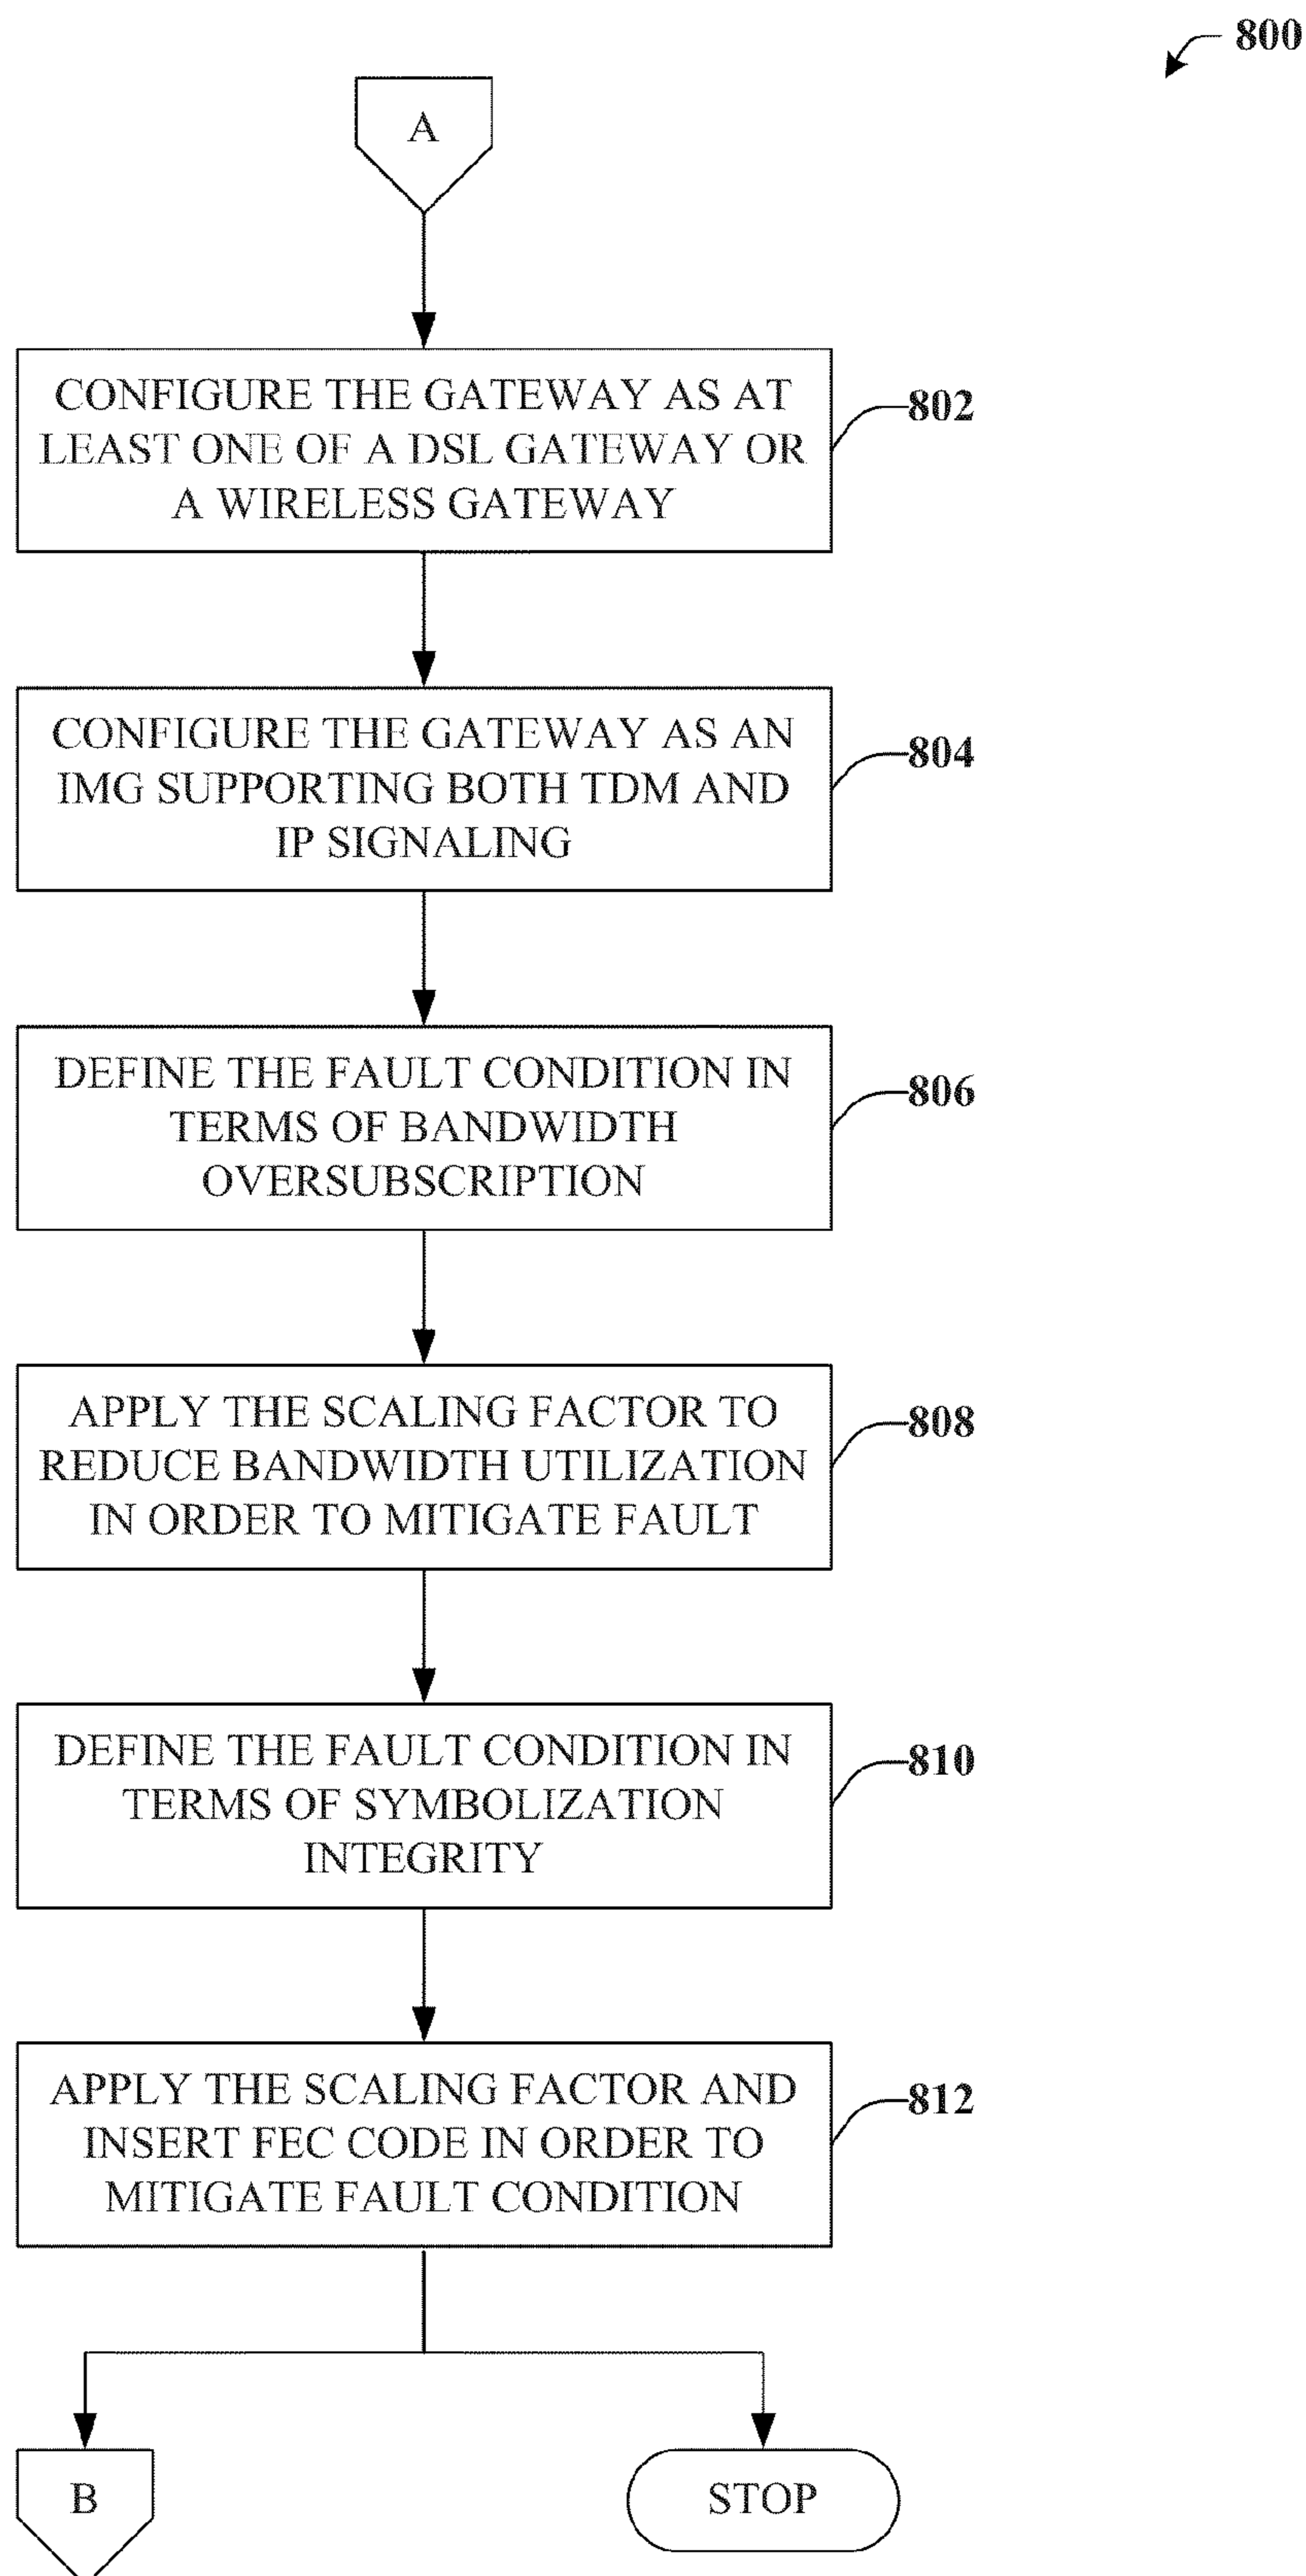 800
A
CONFIGURE THE GATEWAY AS AT
LEAST ONE OF A DSL GATEWAY OR
A WIRELESS GATEWAY
802
CONFIGURE THE GATEWAY AS AN
IMG SUPPORTING BOTH TDM AND
IP SIGNALING
804
DEFINE THE FAULT CONDITION IN
TERMS OF BANDWIDTH
OVERSUBSCRIPTION
806
APPLY THE SCALING FACTOR TO
REDUCE BANDWIDTH UTILIZATION
IN ORDER TO MITIGATE FAULT
808
DEFINE THE FAULT CONDITION IN
TERMS OF SYMBOLIZATION
INTEGRITY
810
APPLY THE SCALING FACTOR AND
INSERT FEC CODE IN ORDER TO
MITIGATE FAULT CONDITION
812
B
STOP